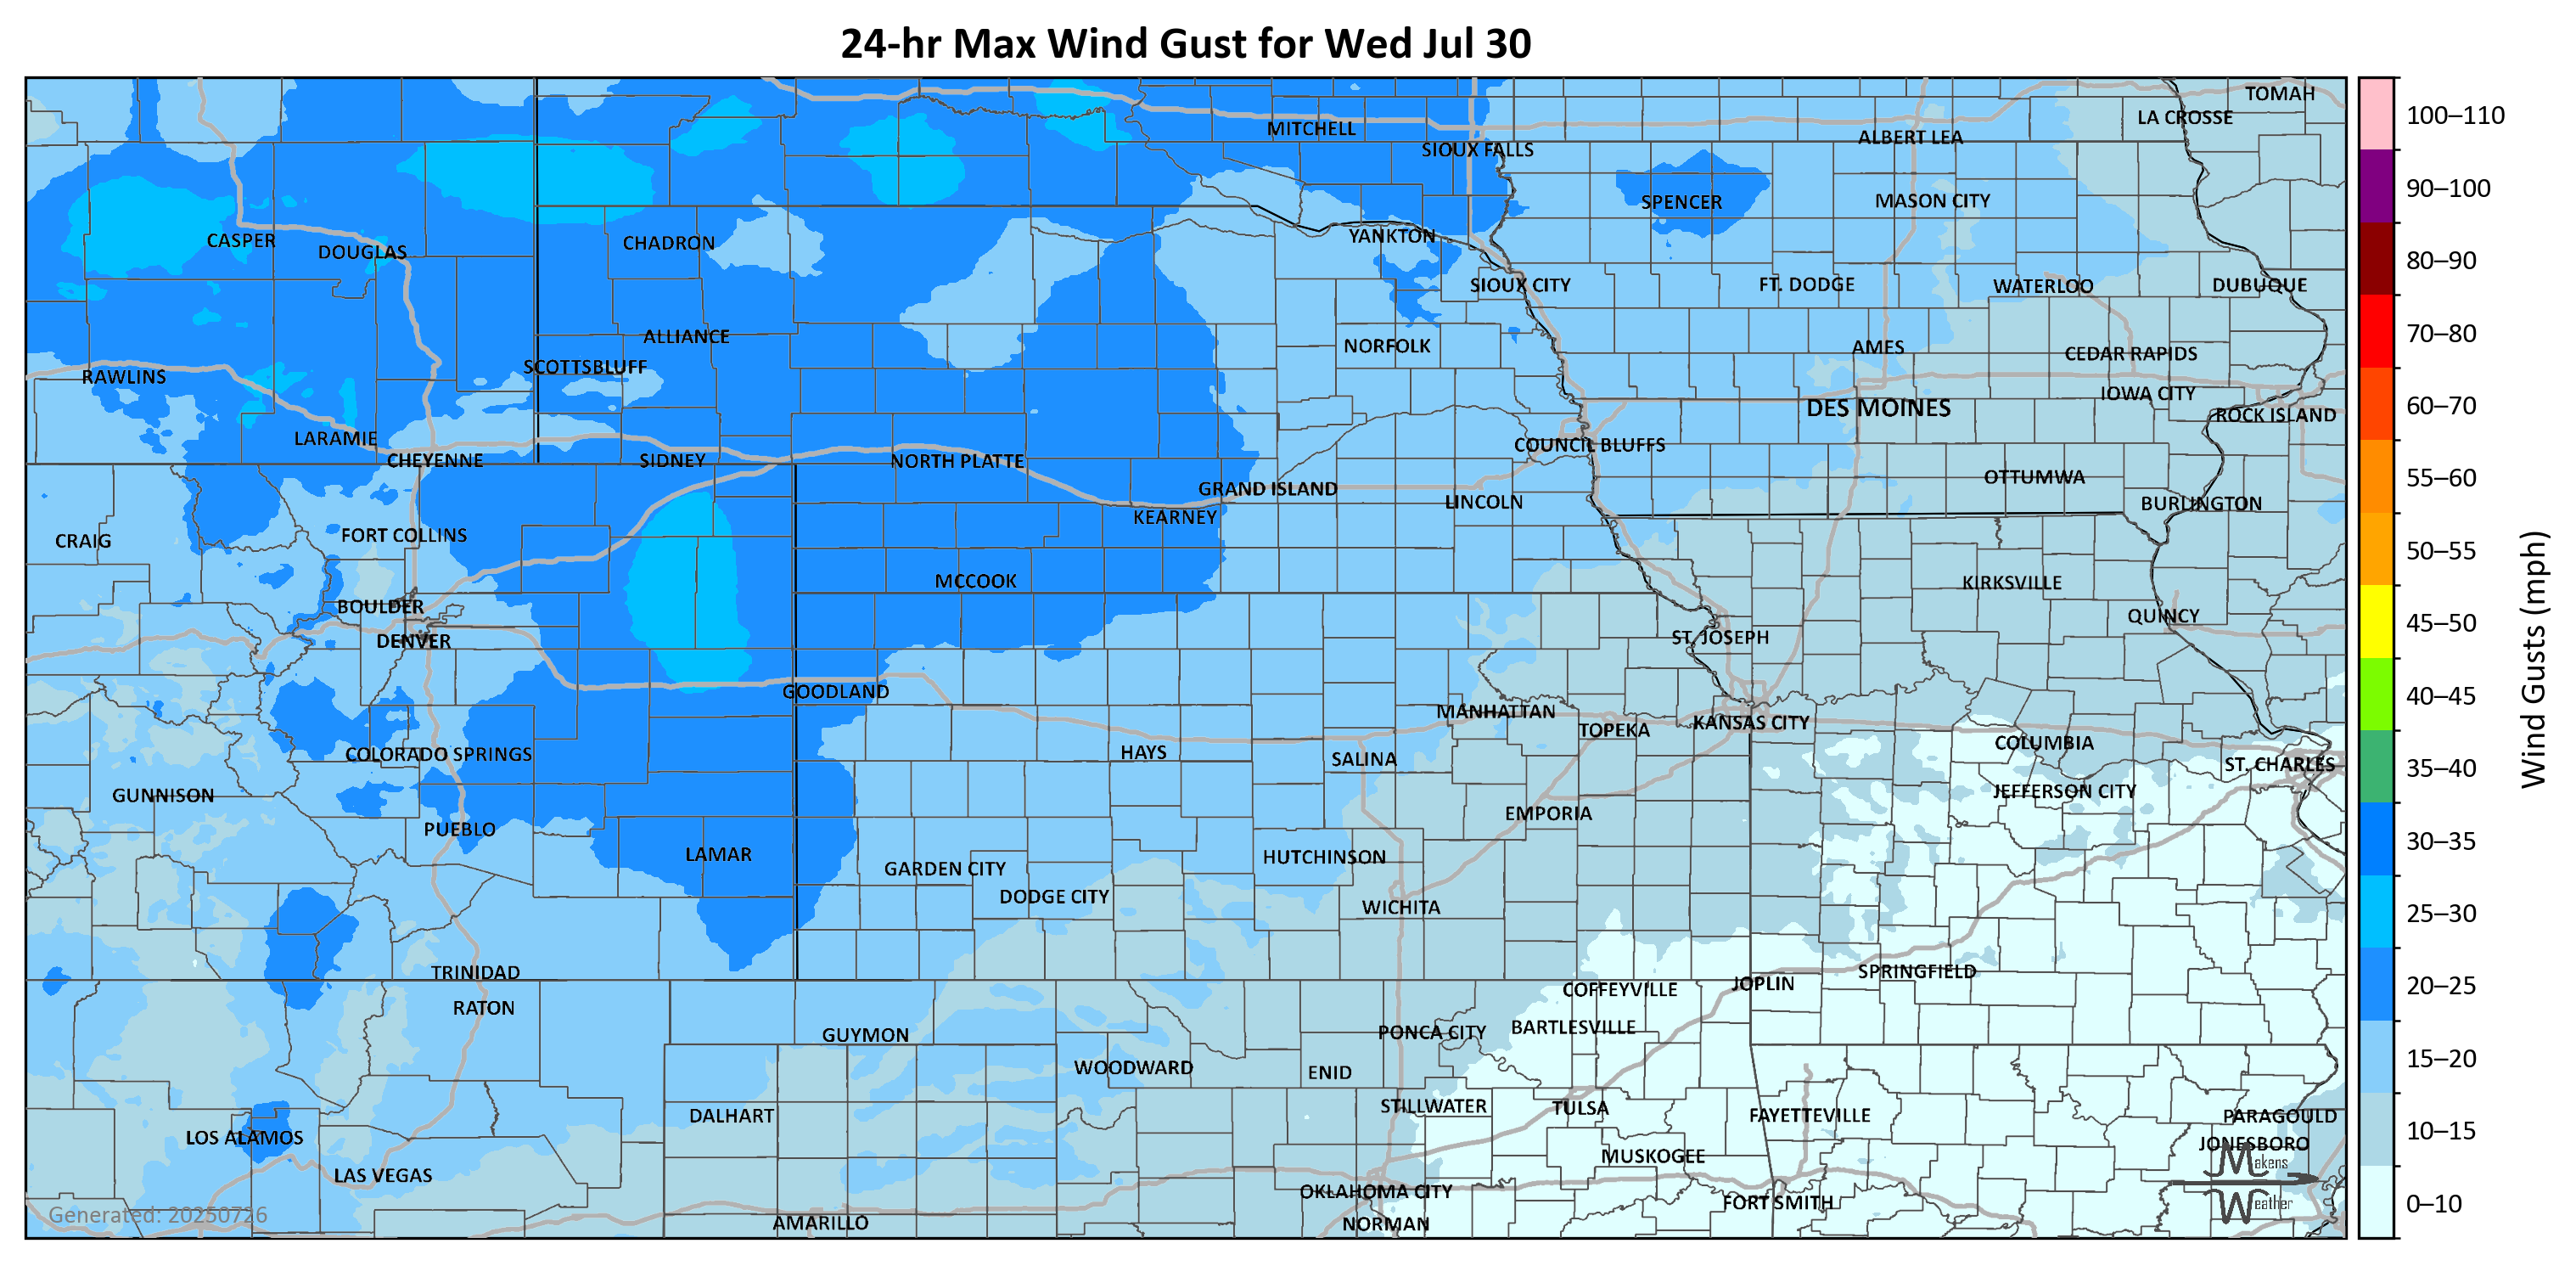 24-hr Max Wind Gust for Wed Jul 30
TOMAH
LA CROSSE
MITCHELL
ALBERT LEA
SIOUX FALLS
SPENCER
MASON CITY
CASPER
DOUGLAS
CHADRON
YANKTON
SIOUX CITY
FT. DODGE
WATERLOO
DUBUQUE
ALLIANCE
NORFOLK
AMES
CEDAR RAPIDS
SCOTTSBLUFF
RAWLINS
IOWA CITY
DES MOINES
ROCK ISLAND
LARAMIE
COUNCIL BLUFFS
CHEYENNE
SIDNEY
NORTH PLATTE
OTTUMWA
GRAND ISLAND
LINCOLN
BURLINGTON
KEARNEY
CRAIG
FORT COLLINS
MCCOOK
KIRKSVILLE
BOULDER
QUINCY
DENVER
ST. JOSEPH
GOODLAND
MANHATTAN
TOPEKA
KANSAS CITY
COLUMBIA
COLORADO SPRINGS
HAYS
SALINA
ST. CHARLES
GUNNISON
JEFFERSON CITY
EMPORIA
PUEBLO
LAMAR
HUTCHINSON
GARDEN CITY
DODGE CITY
WICHITA
TRINIDAD
SPRINGFIELD
JOPLIN
COFFEYVILLE
RATON
GUYMON
PONCA CITY
BARTLESVILLE
WOODWARD
ENID
STILLWATER
TULSA
DALHART
FAYETTEVILLE
PARAGOULD
LOS ALAMOS
JONESBORO
MUSKOGEE
LAS VEGAS
OKLAHOMA CITY
FORT SMITH
AMARILLO
NORMAN
Generated: 20250726
Makens
Weather
100–110
90–100
80–90
70–80
60–70
55–60
50–55
45–50
40–45
35–40
30–35
25–30
20–25
15–20
10–15
0–10
Wind Gusts (mph)